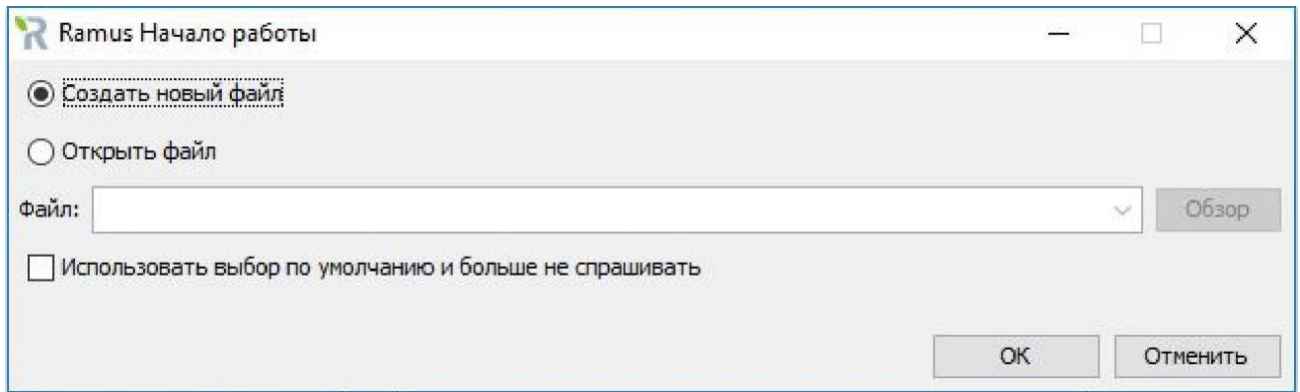 Ramus Начало работы
Создать новый файл
Открыть файл
Файл: Обзор
Использовать выбор по умолчанию и больше не спрашивать
OK Отменить